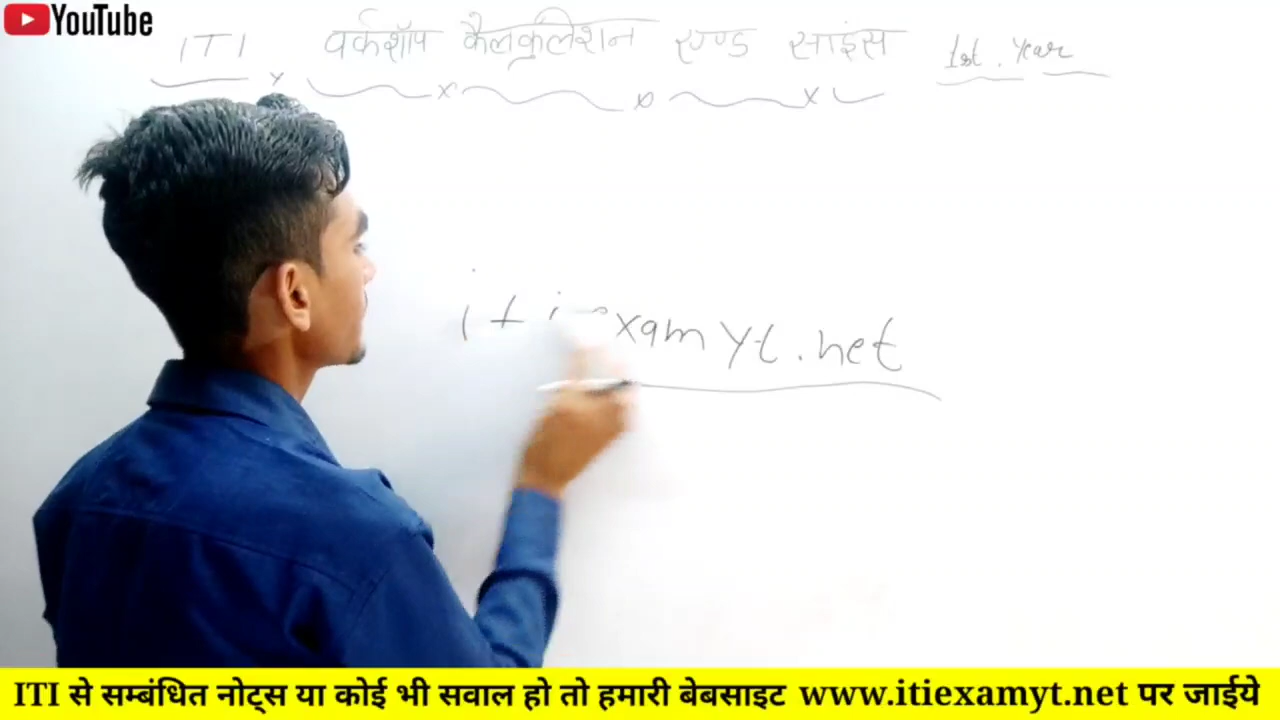 YouTube
ITI वर्कशॉप कैलकुलेशन एण्ड साइंस 1st. Year
itiexamyt.net
ITI से सम्बंधित नोट्स या कोई भी सवाल हो तो हमारी बेबसाइट www.itiexamyt.net पर जाईये